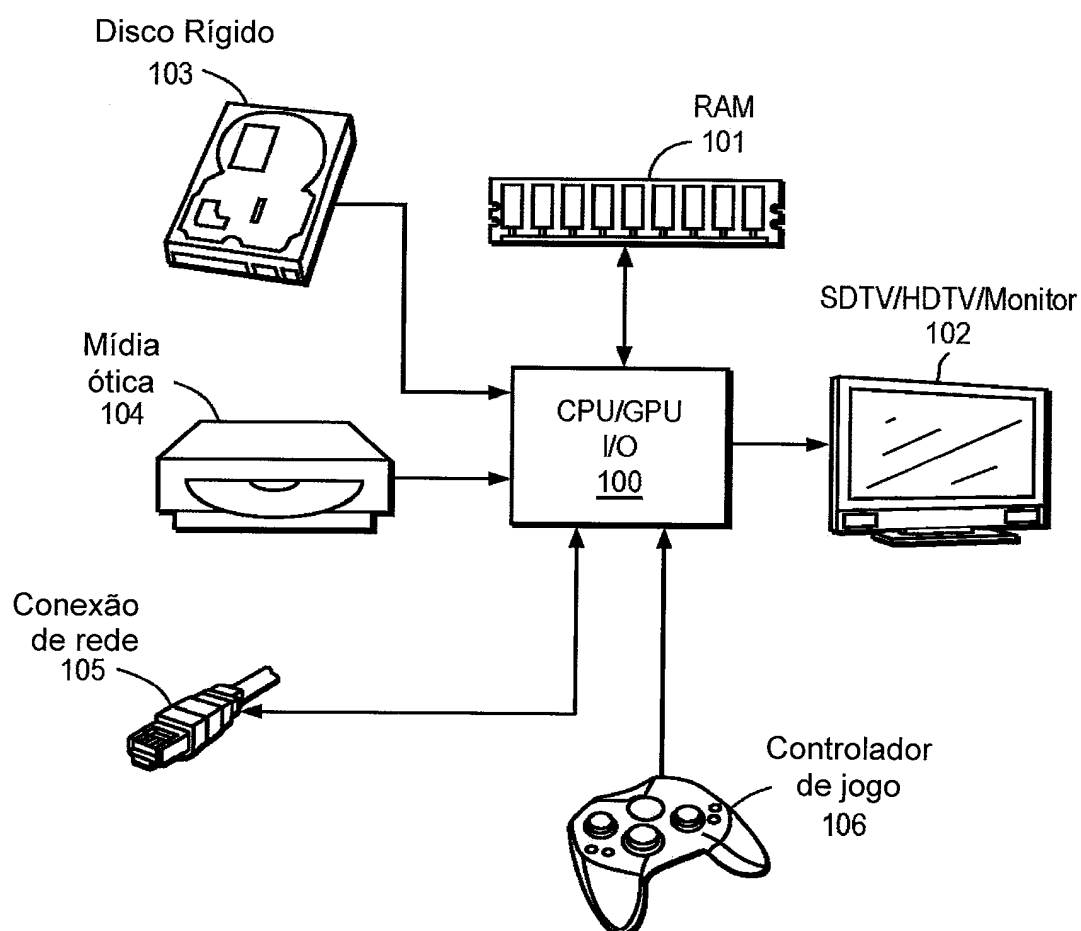 Disco Rígido
103
RAM
101
SDTV/HDTV/Monitor
102
Mídia
ótica
104
CPU/GPU
I/O
100
Conexão
de rede
105
Controlador
de jogo
106